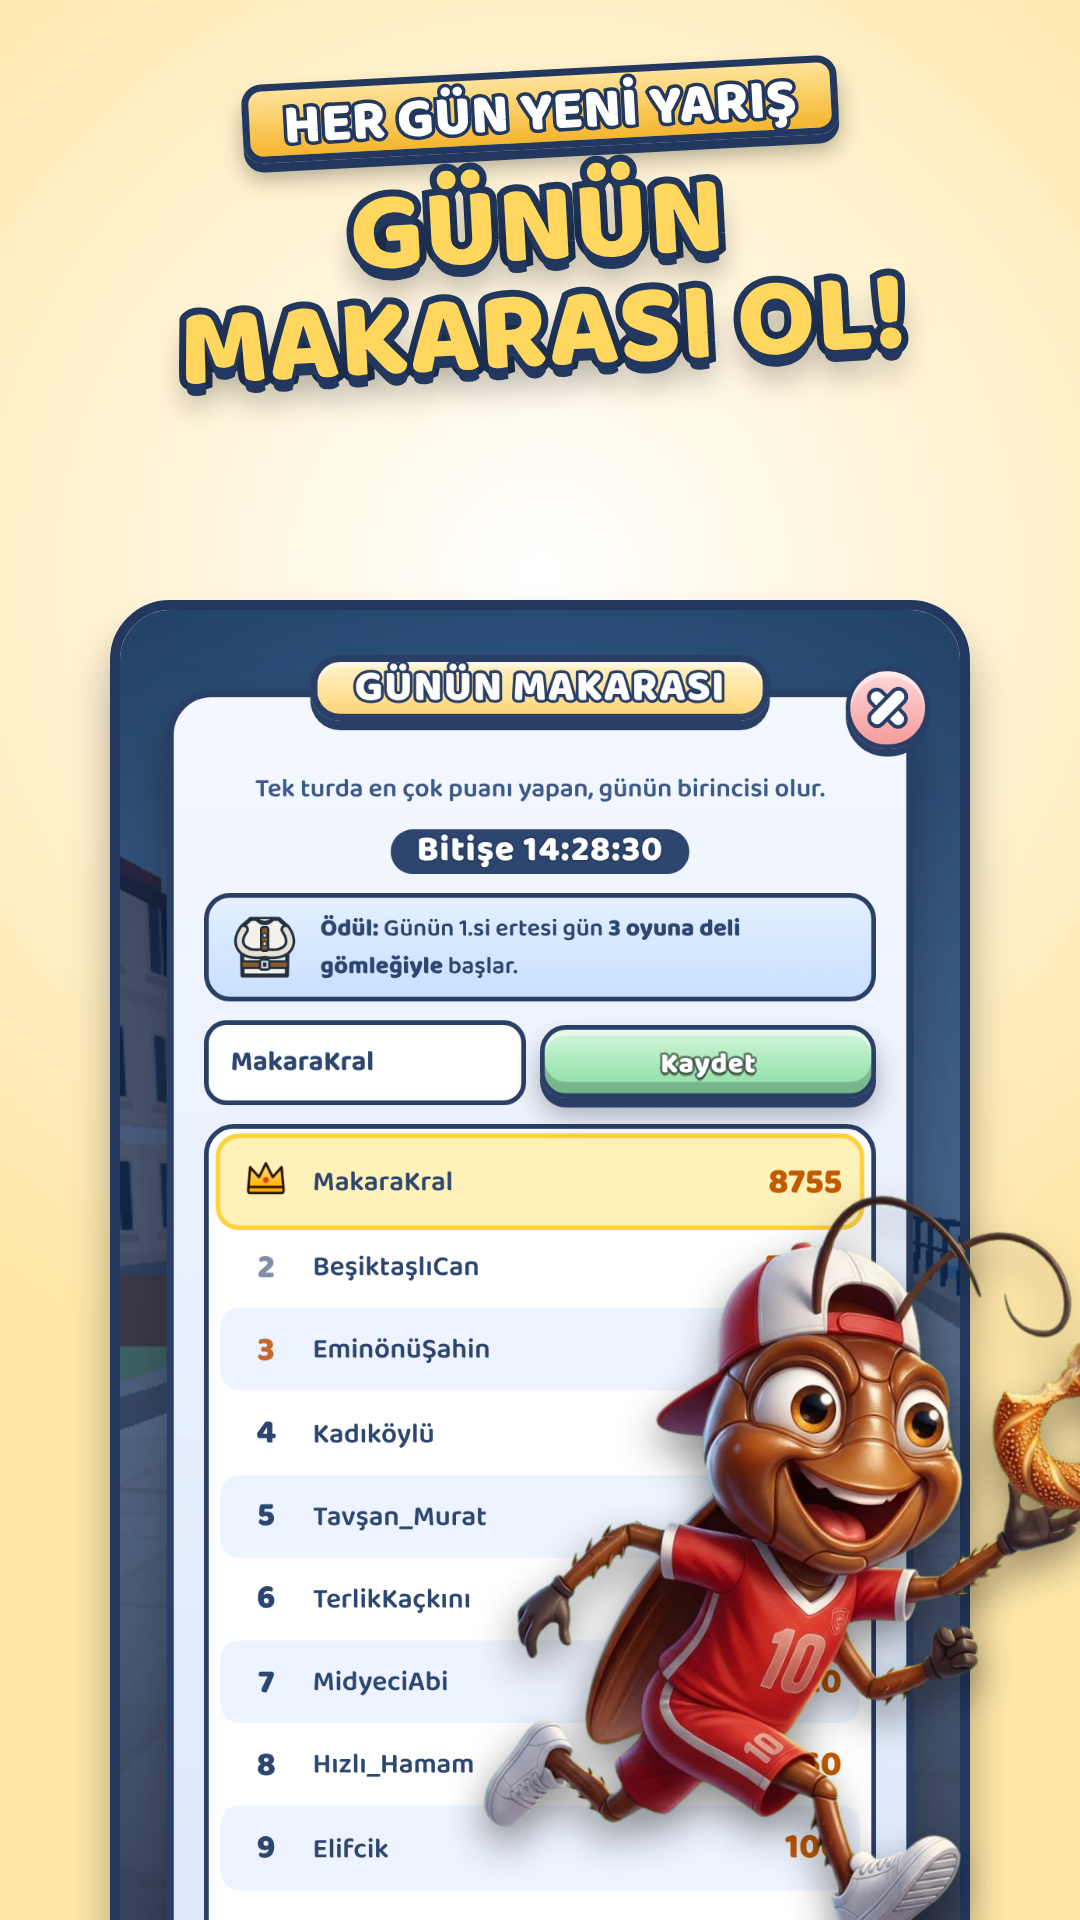 HER GÜN YENİ YARIŞ
GÜNÜN
MAKARASI OL!
GÜNÜN MAKARASI
Tek turda en çok puanı yapan, günün birincisi olur.
Bitişe 14:28:30
Ödül: Günün 1.si ertesi gün 3 oyuna deli
gömleğiyle başlar.
MakaraKral
Kaydet
MakaraKral 8755
2 BeşiktaşlıCan
3 EminönüŞahin
4 Kadıköylü
5 Tavşan_Murat
6 TerlikKaçkını
7 MidyeciAbi
8 Hızlı_Hamam
9 Elifcik
10
10